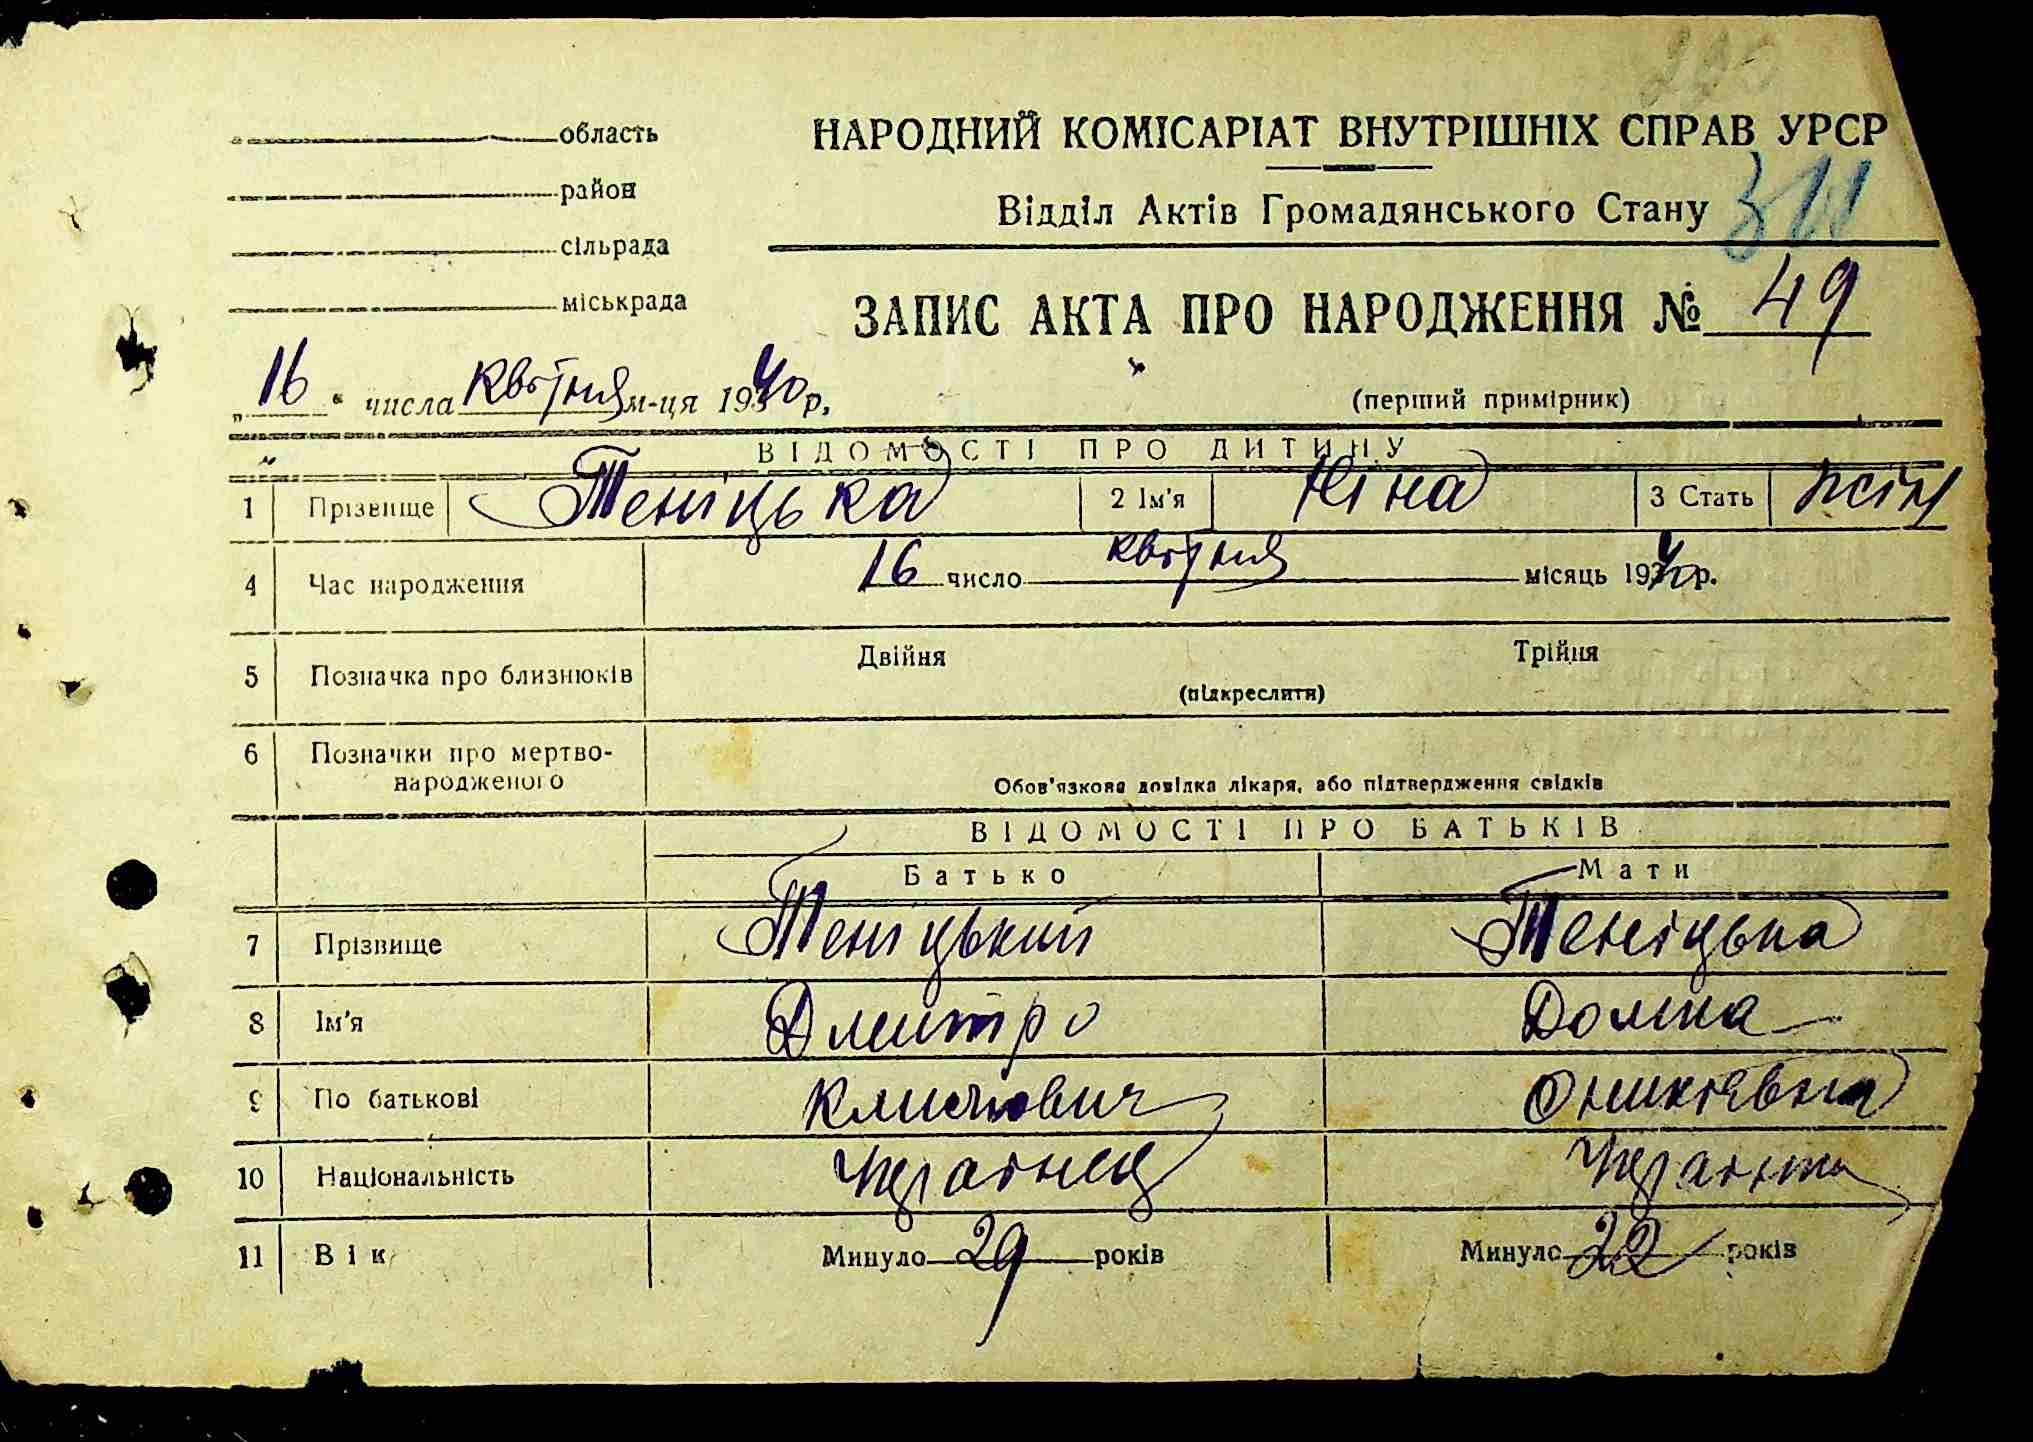 290
область
НАРОДНИЙ КОМІСАРІАТ ВНУТРІШНІХ СПРАВ УРСР
район
Відділ Актів Громадянського Стану
311
сільрада
міськрада
ЗАПИС АКТА ПРО НАРОДЖЕННЯ № 49
„16“ числа квітня м-ця 1940 р.
(перший примірник)
ВІДОМОСТІ ПРО ДИТИНУ
1 Прізвище Теніцька 2 Ім'я Ніна 3 Стать жін
4 Час народження 16 число квітня місяць 1940 р.
5 Позначка про близнюків Двійня Трійня
(підкреслити)
6 Позначки про мертво-
народженого
Обов'язкова довідка лікаря, або підтвердження свідків
ВІДОМОСТІ ПРО БАТЬКІВ
Батько Мати
7 Прізвище Теніцький Теніцька
8 Ім'я Дмитро Домна
9 По батькові Оникіевна
10 Національність Українец Українка
11 Вік Минуло 29 років Минуло 22 років